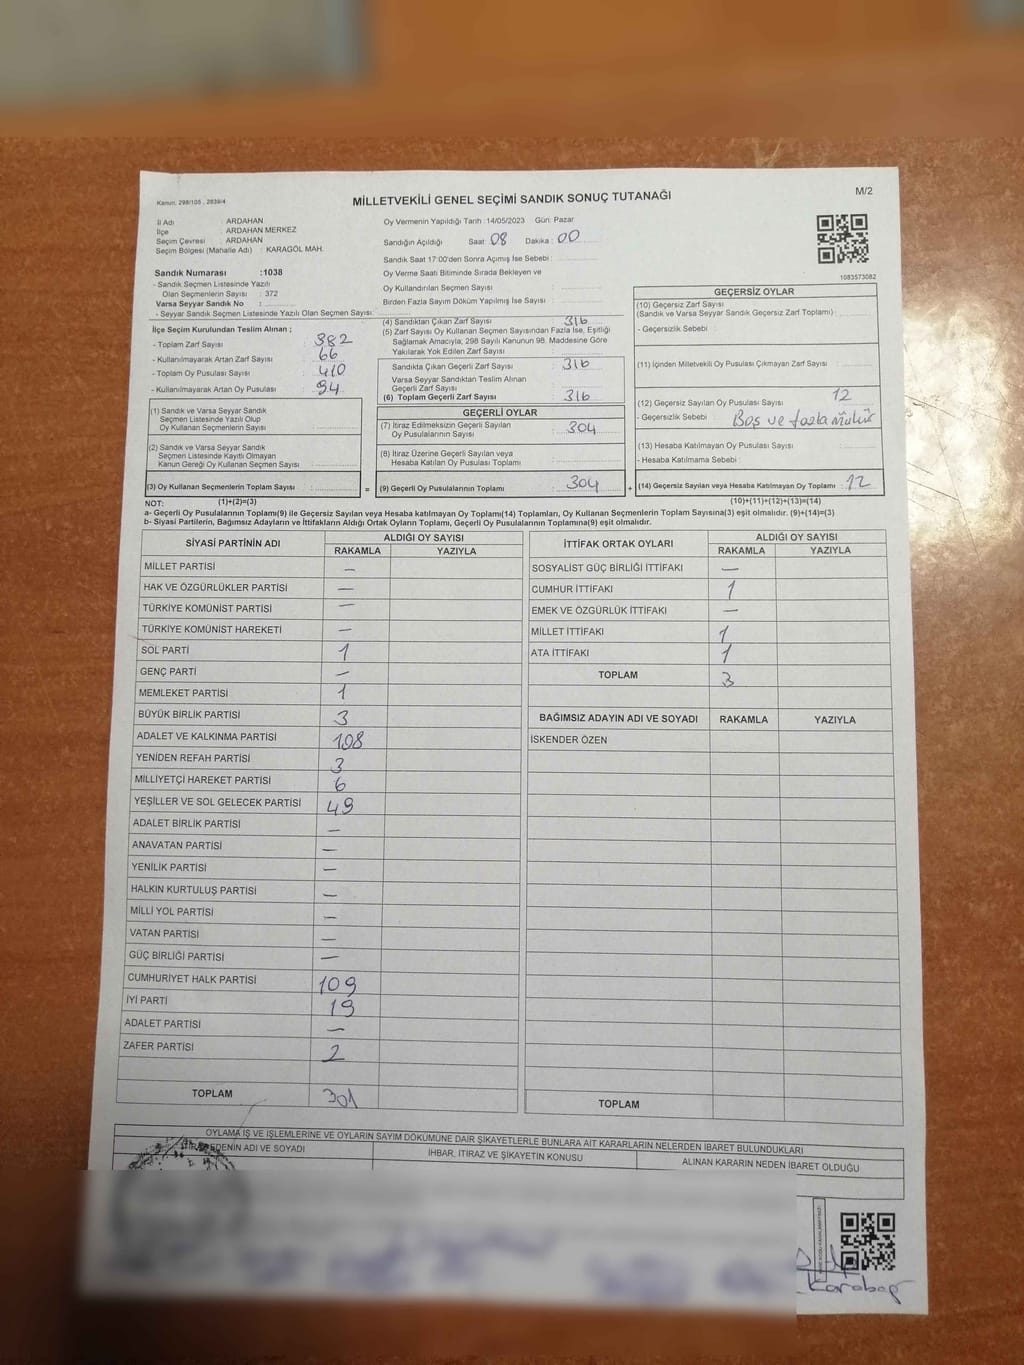 Kanun: 298/105 , 2839/4
MİLLETVEKİLİ GENEL SEÇİMİ SANDIK SONUÇ TUTANAĞI
M/2
İl Adı : ARDAHAN
İlçe : ARDAHAN MERKEZ
Seçim Çevresi : ARDAHAN
Seçim Bölgesi (Mahalle Adı) : KARAGÖL MAH.
Sandık Numarası :1038
- Sandık Seçmen Listesinde Yazılı
Olan Seçmenlerin Sayısı : 372
Varsa Seyyar Sandık No :
- Seyyar Sandık Seçmen Listesinde Yazılı Olan Seçmen Sayısı:
Oy Vermenin Yapıldığı Tarih :14/05/2023 Gün: Pazar
Sandığın Açıldığı Saat: 08 Dakika : 00
Sandık Saat 17:00'den Sonra Açımış İse Sebebi :
Oy Verme Saati Bitiminde Sırada Bekleyen ve
Oy Kullandırılan Seçmen Sayısı :
Birden Fazla Sayım Döküm Yapılmış İse Sayısı :
1083573082
İlçe Seçim Kurulundan Teslim Alınan ;
- Toplam Zarf Sayısı : 382
- Kullanılmayarak Artan Zarf Sayısı : 66
- Toplam Oy Pusulası Sayısı : 410
- Kullanılmayarak Artan Oy Pusulası : 94
(1) Sandık ve Varsa Seyyar Sandık
Seçmen Listesinde Yazılı Olup
Oy Kullanan Seçmenlerin Sayısı :
(2) Sandık ve Varsa Seyyar Sandık
Seçmen Listesinde Kayıtlı Olmayan
Kanun Gereği Oy Kullanan Seçmen Sayısı :
(3) Oy Kullanan Seçmenlerin Toplam Sayısı :
(4) Sandıktan Çıkan Zarf Sayısı : 316
(5) Zarf Sayısı Oy Kullanan Seçmen Sayısından Fazla İse, Eşitliği
Sağlamak Amacıyla, 298 Sayılı Kanunun 98. Maddesine Göre
Yakılarak Yok Edilen Zarf Sayısı :
Sandıkta Çıkan Geçerli Zarf Sayısı : 316
Varsa Seyyar Sandıktan Teslim Alınan
Geçerli Zarf Sayısı :
(6) Toplam Geçerli Zarf Sayısı : 316
GEÇERLİ OYLAR
(7) İtiraz Edilmeksizin Geçerli Sayılan
Oy Pusulalarının Sayısı : 304
(8) İtiraz Üzerine Geçerli Sayılan veya
Hesaba Katılan Oy Pusulası Toplamı :
= (9) Geçerli Oy Pusulalarının Toplamı : 304
GEÇERSİZ OYLAR
(10) Geçersiz Zarf Sayısı
(Sandık ve Varsa Seyyar Sandık Geçersiz Zarf Toplamı) :
- Geçersizlik Sebebi :
(11) İçinden Milletvekili Oy Pusulası Çıkmayan Zarf Sayısı :
(12) Geçersiz Sayılan Oy Pusulası Sayısı : 12
- Geçersizlik Sebebi : Boş ve fazla Mühür
(13) Hesaba Katılmayan Oy Pusulası Sayısı :
- Hesaba Katılmama Sebebi :
+ (14) Geçersiz Sayılan veya Hesaba Katılmayan Oy Toplamı : 12
NOT: (1)+(2)=(3) (10)+(11)+(12)+(13)=(14)
a- Geçerli Oy Pusulalarının Toplamı(9) ile Geçersiz Sayılan veya Hesaba katılmayan Oy Toplamı(14) Toplamları, Oy Kullanan Seçmenlerin Toplam Sayısına(3) eşit olmalıdır. (9)+(14)=(3)
b- Siyasi Partilerin, Bağımsız Adayların ve İttifakların Aldığı Ortak Oyların Toplamı, Geçerli Oy Pusulalarının Toplamına(9) eşit olmalıdır.
SİYASİ PARTİNİN ADI ALDIĞI OY SAYISI
RAKAMLA YAZIYLA
MİLLET PARTİSİ —
HAK VE ÖZGÜRLÜKLER PARTİSİ —
TÜRKİYE KOMÜNİST PARTİSİ —
TÜRKİYE KOMÜNİST HAREKETİ —
SOL PARTİ 1
GENÇ PARTİ —
MEMLEKET PARTİSİ 1
BÜYÜK BİRLİK PARTİSİ 3
ADALET VE KALKINMA PARTİSİ 108
YENİDEN REFAH PARTİSİ 3
MİLLİYETÇİ HAREKET PARTİSİ 6
YEŞİLLER VE SOL GELECEK PARTİSİ 49
ADALET BİRLİK PARTİSİ —
ANAVATAN PARTİSİ —
YENİLİK PARTİSİ —
HALKIN KURTULUŞ PARTİSİ —
MİLLİ YOL PARTİSİ —
VATAN PARTİSİ —
GÜÇ BİRLİĞİ PARTİSİ —
CUMHURİYET HALK PARTİSİ 109
İYİ PARTİ 19
ADALET PARTİSİ —
ZAFER PARTİSİ 2
TOPLAM 301
İTTİFAK ORTAK OYLARI ALDIĞI OY SAYISI
RAKAMLA YAZIYLA
SOSYALİST GÜÇ BİRLİĞİ İTTİFAKI —
CUMHUR İTTİFAKI 1
EMEK VE ÖZGÜRLÜK İTTİFAKI —
MİLLET İTTİFAKI 1
ATA İTTİFAKI 1
TOPLAM 3
BAĞIMSIZ ADAYIN ADI VE SOYADI RAKAMLA YAZIYLA
İSKENDER ÖZEN
TOPLAM
OYLAMA İŞ VE İŞLEMLERİNE VE OYLARIN SAYIM DÖKÜMÜNE DAİR ŞİKAYETLERLE BUNLARA AİT KARARLARIN NELERDEN İBARET BULUNDUKLARI
EDENİN ADI VE SOYADI
İHBAR, İTİRAZ VE ŞİKAYETİN KONUSU
ALINAN KARARIN NEDEN İBARET OLDUĞU